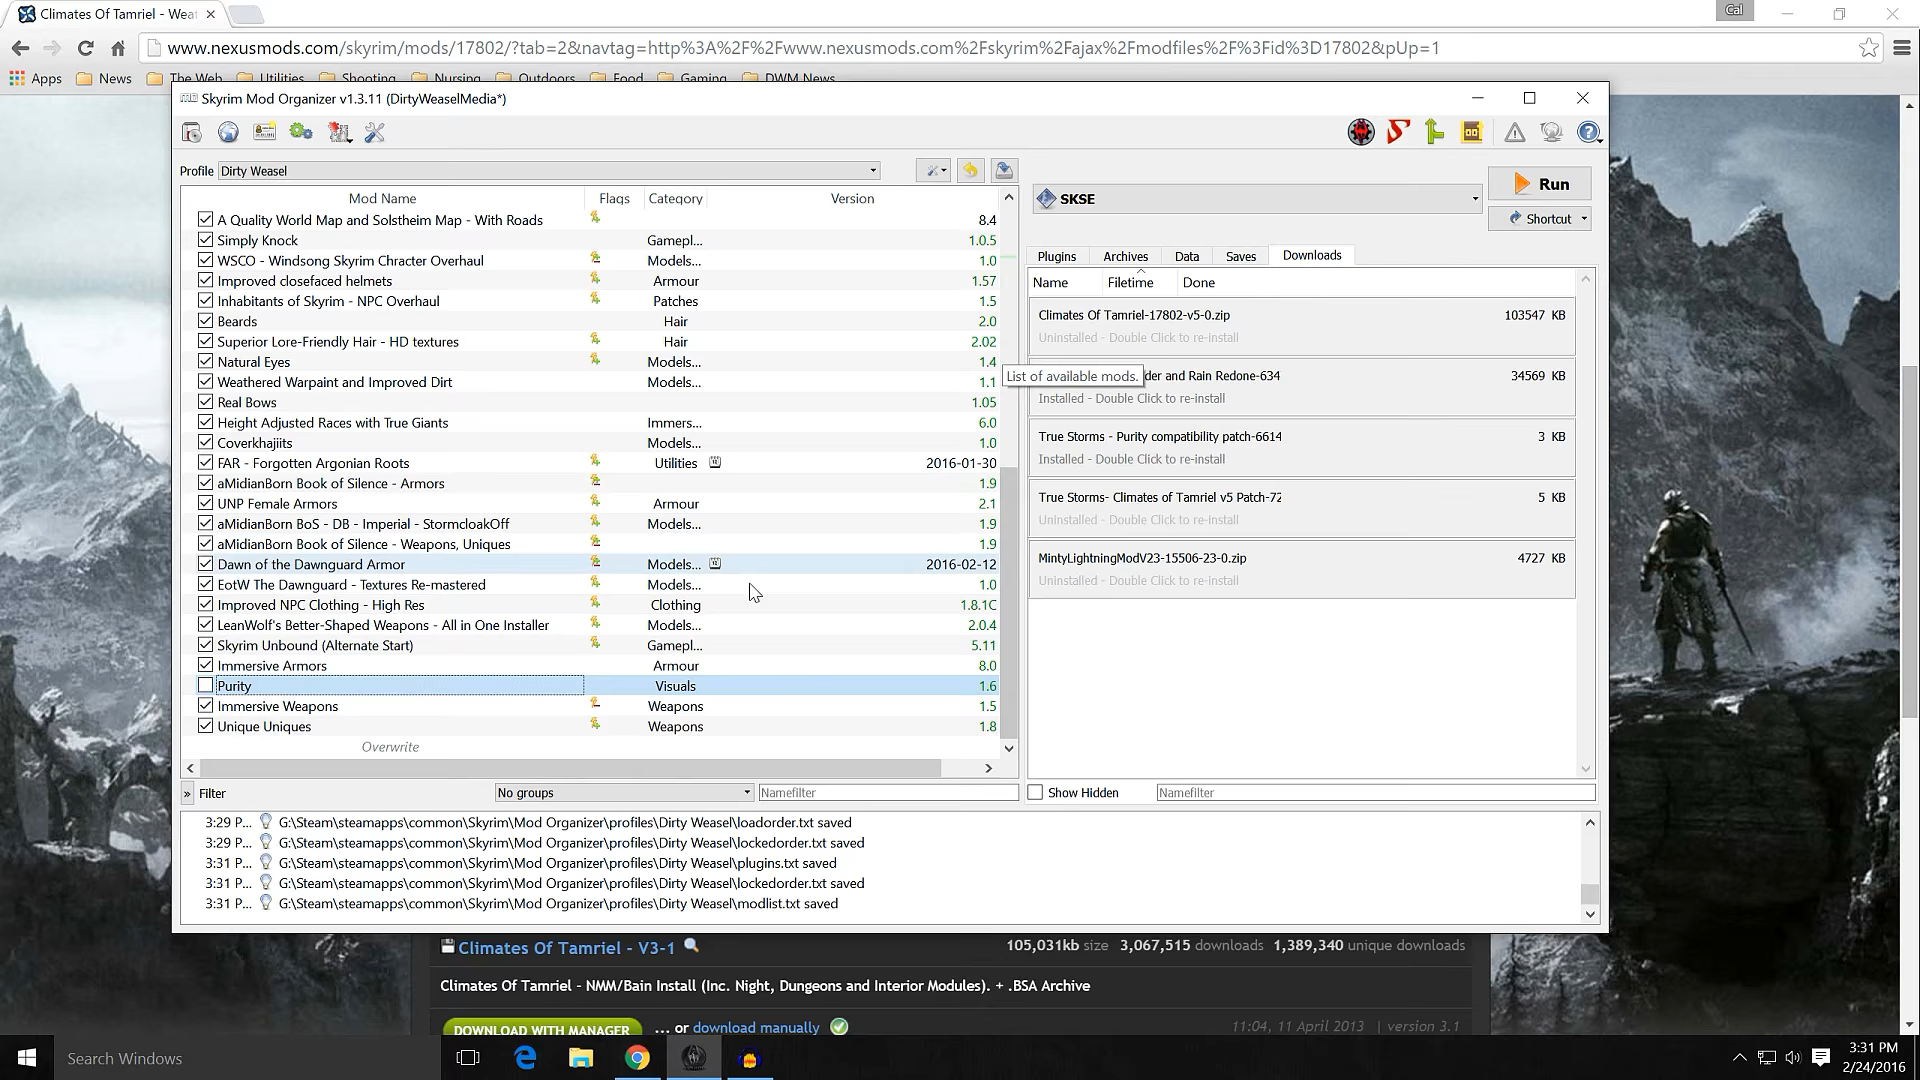 Climates Of Tamriel - Weat
Cal
www.nexusmods.com/skyrim/mods/17802/?tab=2&navtag=http%3A%2F%2Fwww.nexusmods.com%2Fskyrim%2Fajax%2Fmodfiles%2F%3Fid%3D17802&pUp=1
Apps News The Web Utilities Shooting Nursing Outdoors Food Gaming DWM News
Skyrim Mod Organizer v1.3.11 (DirtyWeaselMedia*)
Profile Dirty Weasel
SKSE
Run
Shortcut
Mod Name Flags Category Version
A Quality World Map and Solstheim Map - With Roads 8.4
Simply Knock Gamepl... 1.0.5
WSCO - Windsong Skyrim Chracter Overhaul Models... 1.0
Improved closefaced helmets Armour 1.57
Inhabitants of Skyrim - NPC Overhaul Patches 1.5
Beards Hair 2.0
Superior Lore-Friendly Hair - HD textures Hair 2.02
Natural Eyes Models... 1.4
Weathered Warpaint and Improved Dirt Models... 1.1
Real Bows 1.05
Height Adjusted Races with True Giants Immers... 6.0
Coverkhajiits Models... 1.0
FAR - Forgotten Argonian Roots Utilities 2016-01-30
aMidianBorn Book of Silence - Armors 1.9
UNP Female Armors Armour 2.1
aMidianBorn BoS - DB - Imperial - StormcloakOff Models... 1.9
aMidianBorn Book of Silence - Weapons, Uniques 1.9
Dawn of the Dawnguard Armor Models... 2016-02-12
EotW The Dawnguard - Textures Re-mastered Models... 1.0
Improved NPC Clothing - High Res Clothing 1.8.1C
LeanWolf's Better-Shaped Weapons - All in One Installer Models... 2.0.4
Skyrim Unbound (Alternate Start) Gamepl... 5.11
Immersive Armors Armour 8.0
Purity Visuals 1.6
Immersive Weapons Weapons 1.5
Unique Uniques Weapons 1.8
Overwrite
» Filter No groups Namefilter
Plugins Archives Data Saves Downloads
Name Filetime Done
Climates Of Tamriel-17802-v5-0.zip 103547 KB
Uninstalled - Double Click to re-install
List of available mods.
der and Rain Redone-634 34569 KB
Installed - Double Click to re-install
True Storms - Purity compatibility patch-6614 3 KB
Installed - Double Click to re-install
True Storms- Climates of Tamriel v5 Patch-72 5 KB
Uninstalled - Double Click to re-install
MintyLightningModV23-15506-23-0.zip 4727 KB
Uninstalled - Double Click to re-install
Show Hidden Namefilter
3:29 P... G:\Steam\steamapps\common\Skyrim\Mod Organizer\profiles\Dirty Weasel\loadorder.txt saved
3:29 P... G:\Steam\steamapps\common\Skyrim\Mod Organizer\profiles\Dirty Weasel\lockedorder.txt saved
3:31 P... G:\Steam\steamapps\common\Skyrim\Mod Organizer\profiles\Dirty Weasel\plugins.txt saved
3:31 P... G:\Steam\steamapps\common\Skyrim\Mod Organizer\profiles\Dirty Weasel\lockedorder.txt saved
3:31 P... G:\Steam\steamapps\common\Skyrim\Mod Organizer\profiles\Dirty Weasel\modlist.txt saved
Climates Of Tamriel - V3-1 105,031kb size 3,067,515 downloads 1,389,340 unique downloads
Climates Of Tamriel - NMM/Bain Install (Inc. Night, Dungeons and Interior Modules). + .BSA Archive
DOWNLOAD WITH MANAGER ... or download manually 11:04, 11 April 2013 | version 3.1
Search Windows
3:31 PM
2/24/2016